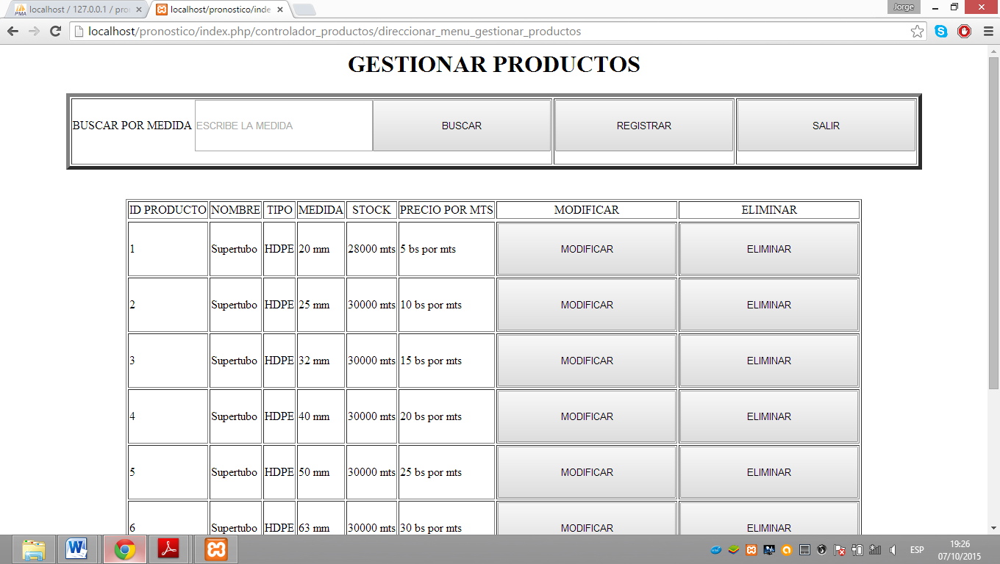 localhost / 127.0.0.1 / pro
localhost/pronostico/inde
Jorge
localhost/pronostico/index.php/controlador_productos/direccionar_menu_gestionar_productos
GESTIONAR PRODUCTOS
BUSCAR POR MEDIDA ESCRIBE LA MEDIDA BUSCAR REGISTRAR SALIR
ID PRODUCTO NOMBRE TIPO MEDIDA STOCK PRECIO POR MTS MODIFICAR ELIMINAR
1 Supertubo HDPE 20 mm 28000 mts 5 bs por mts MODIFICAR ELIMINAR
2 Supertubo HDPE 25 mm 30000 mts 10 bs por mts MODIFICAR ELIMINAR
3 Supertubo HDPE 32 mm 30000 mts 15 bs por mts MODIFICAR ELIMINAR
4 Supertubo HDPE 40 mm 30000 mts 20 bs por mts MODIFICAR ELIMINAR
5 Supertubo HDPE 50 mm 30000 mts 25 bs por mts MODIFICAR ELIMINAR
6 Supertubo HDPE 63 mm 30000 mts 30 bs por mts MODIFICAR ELIMINAR
ESP
19:26
07/10/2015